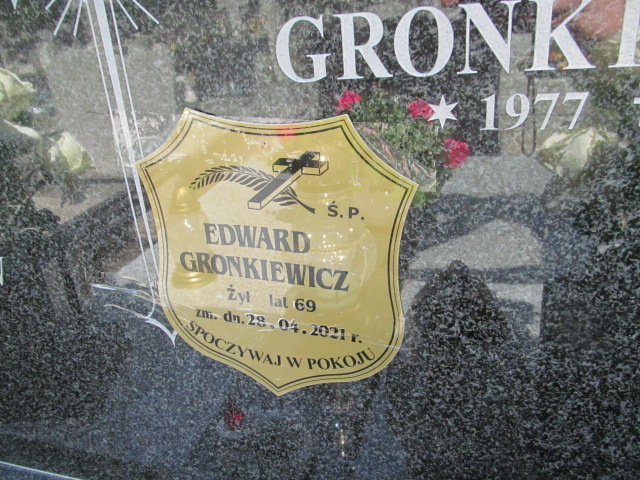 GRONK
* 1977
Ś.P.
EDWARD
GRONKIEWICZ
żył lat 69
zm. dn. 28.04.2021 r.
SPOCZYWAJ W POKOJU